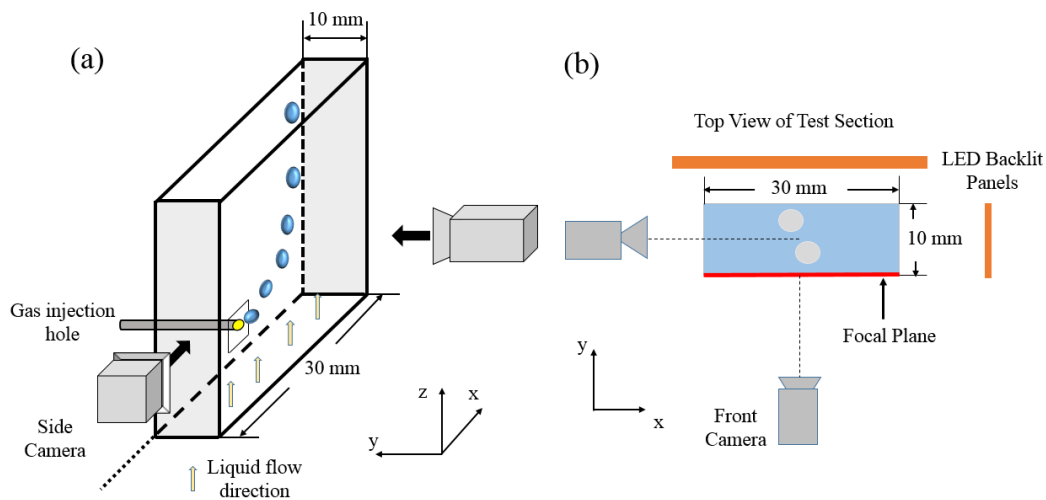 (a)
10 mm
Gas injection
hole
Side
Camera
30 mm
z
x
y
Liquid flow
direction
(b)
Top View of Test Section
LED Backlit
Panels
30 mm
10 mm
Focal Plane
y
x
Front
Camera